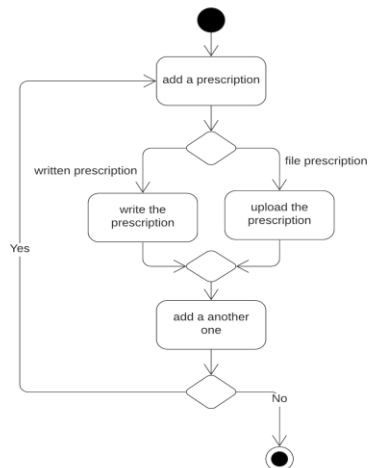 add a prescription
file prescription
written prescription
write the
prescription
upload the
prescription
Yes
add a another
one
No